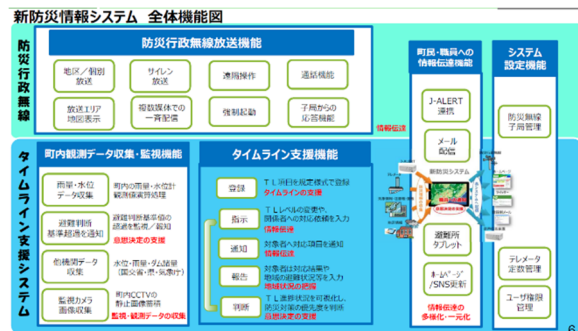 新防災情報システム 全体機能図
防災行政無線
防災行政無線放送機能
地区/個別
放送
サイレン
放送
遠隔操作
通話機能
放送エリア
地図表示
複数媒体での
一斉配信
強制起動
子局からの
応答機能
情報伝達
タイムライン支援システム
町内観測データ収集・監視機能
雨量・水位
データ収集
町内の雨量・水位計
観測値演算処理
避難判断
基準超過を通知
避難判断基準値の
超過を監視/報知
意思決定の支援
他機関データ
収集
水位・雨量・ダム諸量
(国交省・県・気象庁)
監視カメラ
画像収集
町内CCTVの
静止画像蓄積
監視・観測データの収集
タイムライン支援機能
登録
TL項目を規定様式で登録
タイムラインの支援
指示
TLレベルの変更や、
関係者への対応依頼を入力
情報伝達
通知
対象者へ対応項目を通知
情報伝達
報告
対象者は対応結果や
地域の避難状況等を入力
地域状況の把握
判断
TL進捗状況を可視化し、
防災対策の優先度を判断
意思決定の支援
町民・職員への
情報伝達機能
J-ALERT
連携
メール
配信
新防災システム
避難所
タブレット
ホームページ
/SNS更新
情報伝達の
多様化・一元化
システム
設定機能
防災無線
子局管理
テレメータ
定数管理
ユーザ権限
管理